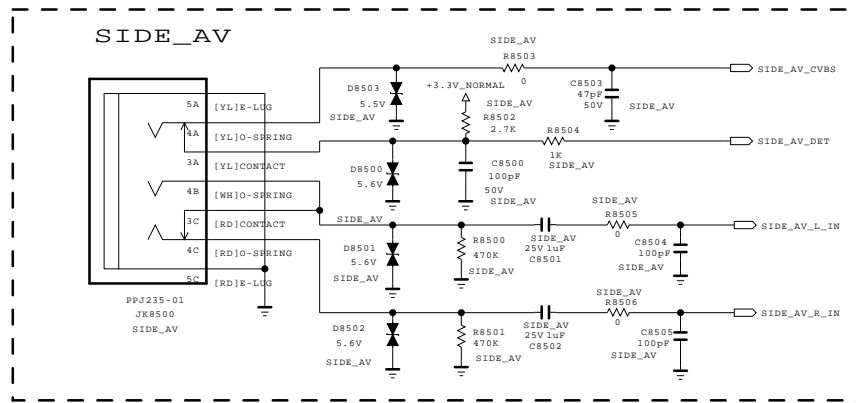 SIDE_AV
SIDE_AV
R8503
0
SIDE_AV_CVBS
D8503
5.5V
SIDE_AV
+3.3V_NORMAL
C8503
47pF
50V
SIDE_AV
SIDE_AV
R8502
2.7K
R8504
1K
SIDE_AV
SIDE_AV_DET
5A
[YL]E-LUG
4A
[YL]O-SPRING
3A
[YL]CONTACT
4B
[WH]O-SPRING
3C
[RD]CONTACT
4C
[RD]O-SPRING
5C
[RD]E-LUG
PPJ235-01
JK8500
SIDE_AV
D8500
5.6V
C8500
100pF
50V
SIDE_AV
SIDE_AV
SIDE_AV
R8505
0
SIDE_AV_L_IN
D8501
5.6V
SIDE_AV
R8500
470K
SIDE_AV
SIDE_AV
25V 1uF
C8501
C8504
100pF
SIDE_AV
SIDE_AV
R8506
0
SIDE_AV_R_IN
D8502
5.6V
SIDE_AV
R8501
470K
SIDE_AV
SIDE_AV
25V 1uF
C8502
C8505
100pF
SIDE_AV